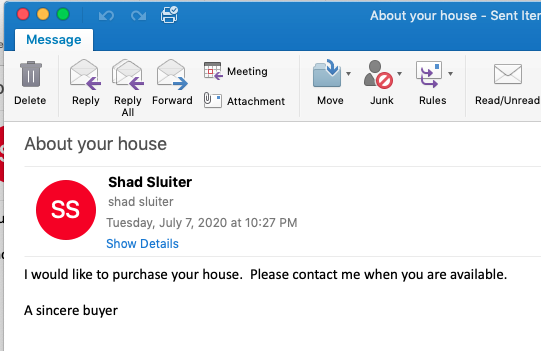 About your house - Sent Iter
Message
Delete
Reply
Reply All
Forward
Meeting
Attachment
Move
Junk
Rules
Read/Unread
About your house
SS
Shad Sluiter
shad sluiter
Tuesday, July 7, 2020 at 10:27 PM
Show Details
I would like to purchase your house.  Please contact me when you are available.
A sincere buyer